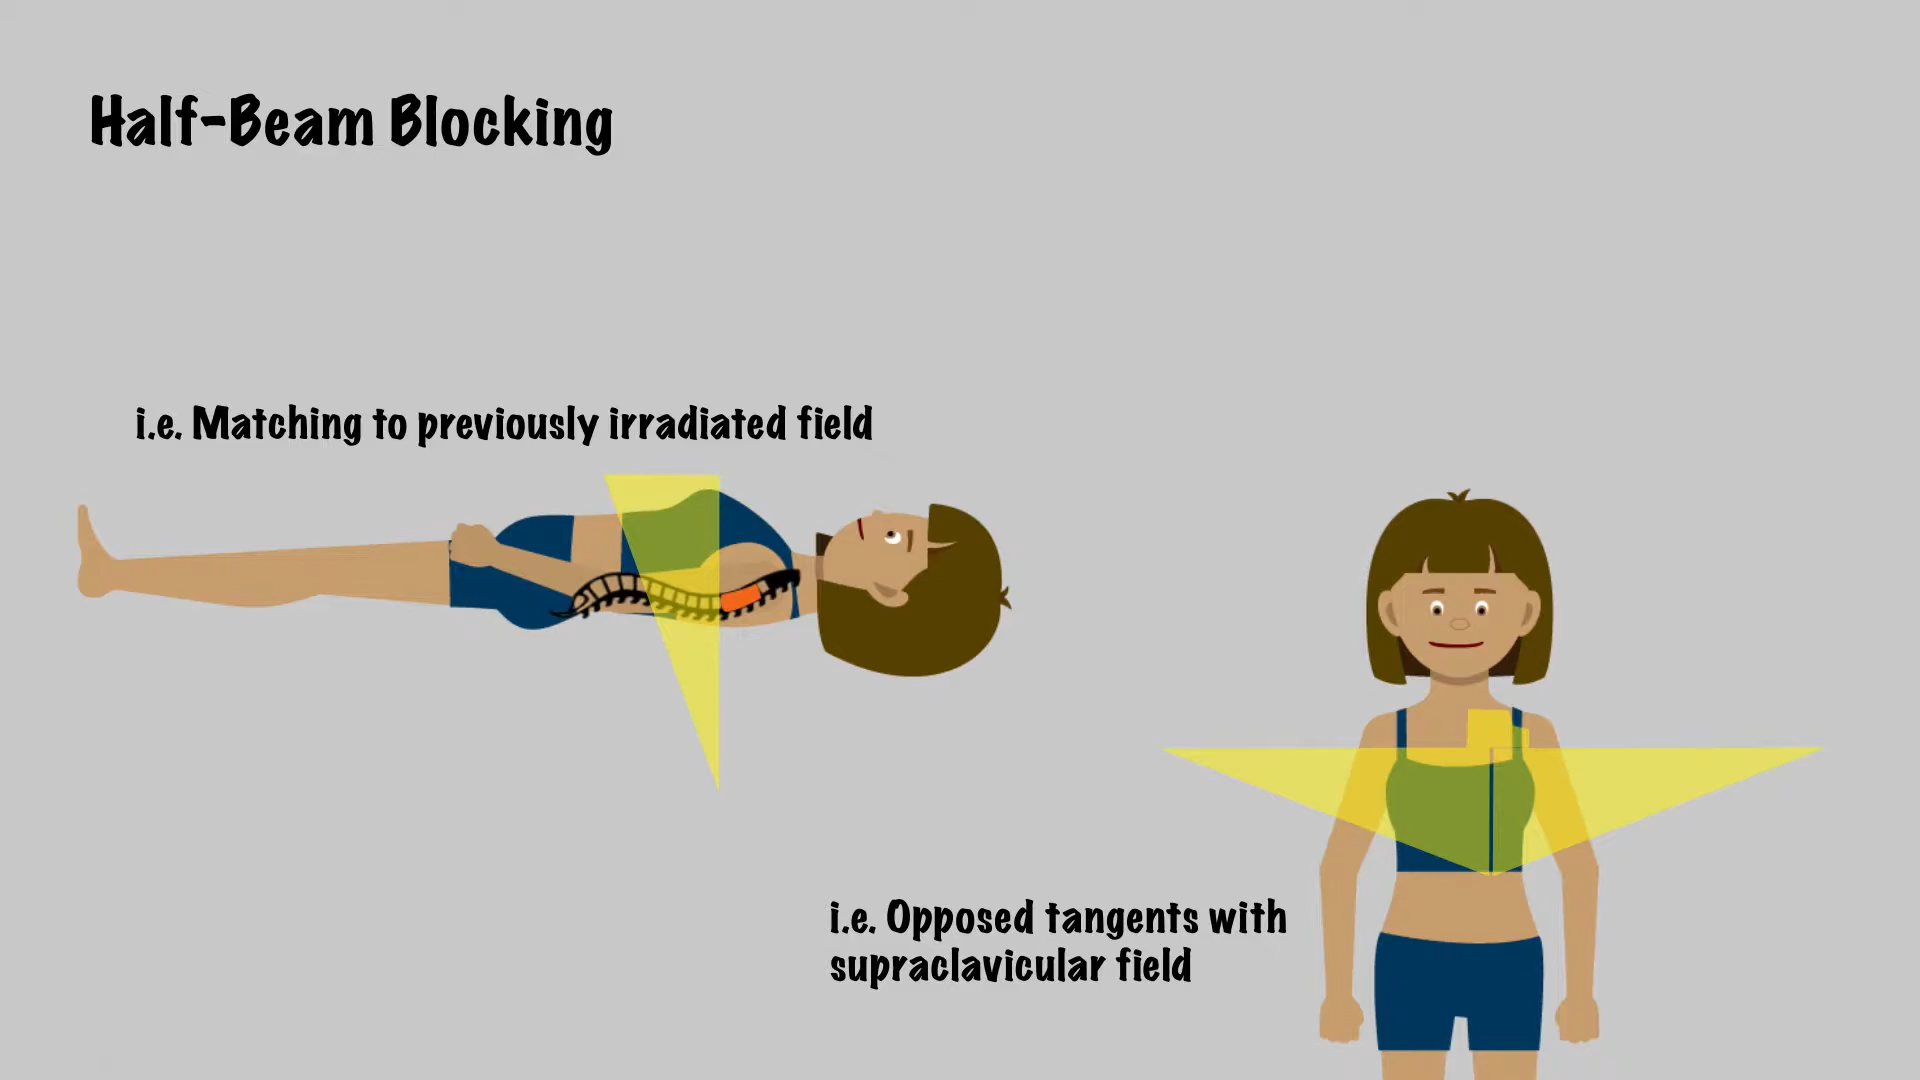 Half-Beam Blocking
i.e. Matching to previously irradiated field
i.e. Opposed tangents with
supraclavicular field